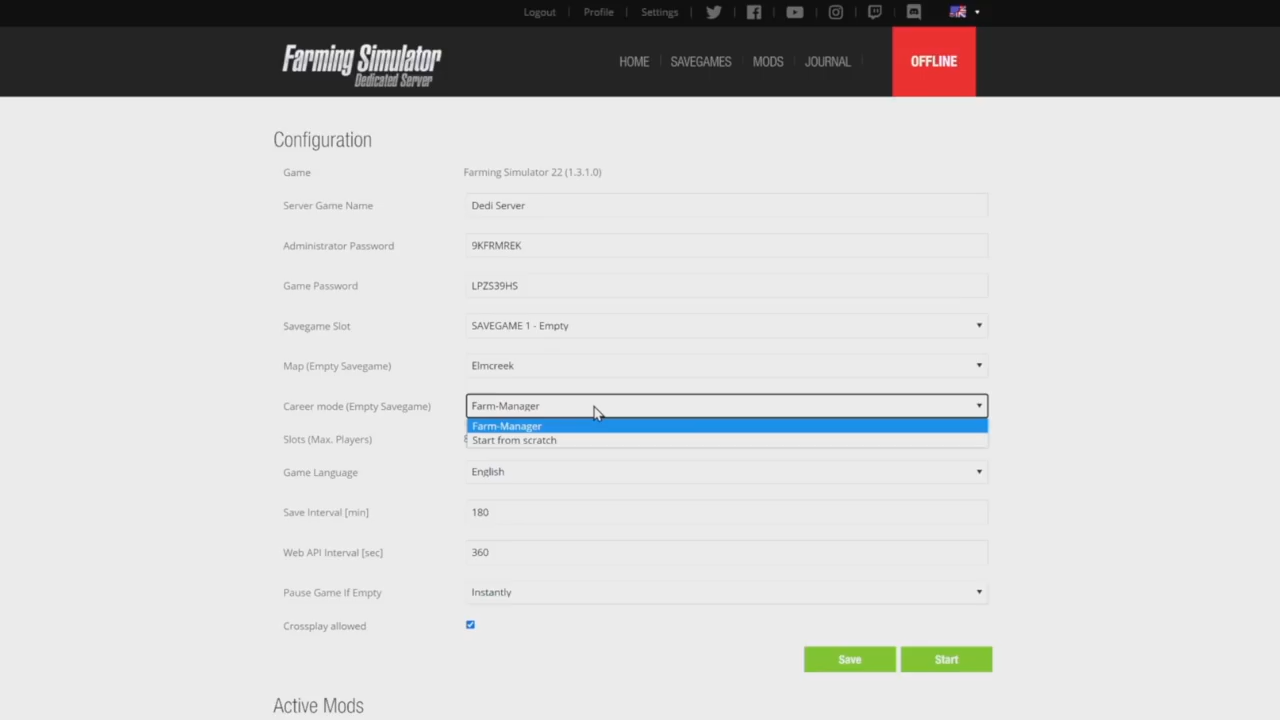 Logout Profile Settings
Farming Simulator
Dedicated Server
HOME SAVEGAMES MODS JOURNAL OFFLINE
Configuration
Game Farming Simulator 22 (1.3.1.0)
Server Game Name Dedi Server
Administrator Password 9KFRMREK
Game Password LPZS39HS
Savegame Slot SAVEGAME 1 - Empty
Map (Empty Savegame) Elmcreek
Career mode (Empty Savegame) Farm-Manager
Farm-Manager
Slots (Max. Players) Start from scratch
Game Language English
Save Interval [min] 180
Web API Interval [sec] 360
Pause Game If Empty Instantly
Crossplay allowed
Save Start
Active Mods